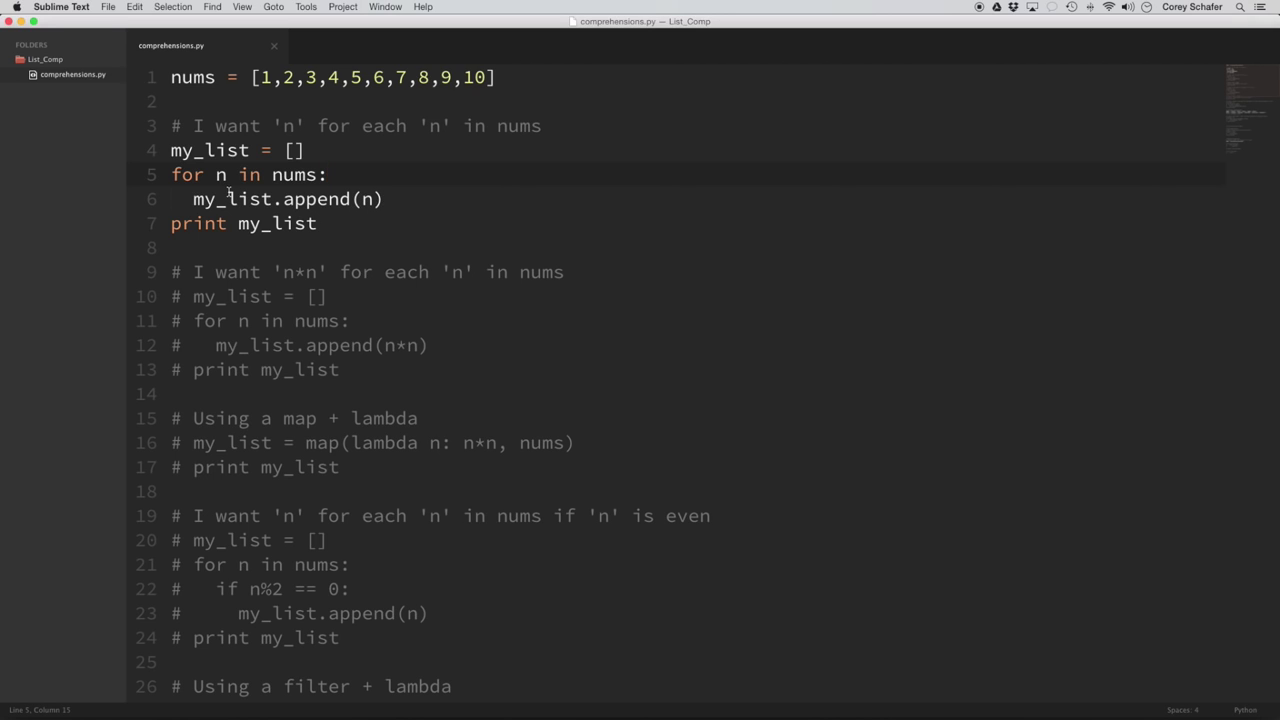 Sublime Text File Edit Selection Find View Goto Tools Project Window Help Corey Schafer
comprehensions.py — List_Comp
FOLDERS
List_Comp
comprehensions.py
comprehensions.py
1 nums = [1,2,3,4,5,6,7,8,9,10]
2
3 # I want 'n' for each 'n' in nums
4 my_list = []
5 for n in nums:
6 my_list.append(n)
7 print my_list
8
9 # I want 'n*n' for each 'n' in nums
10 # my_list = []
11 # for n in nums:
12 # my_list.append(n*n)
13 # print my_list
14
15 # Using a map + lambda
16 # my_list = map(lambda n: n*n, nums)
17 # print my_list
18
19 # I want 'n' for each 'n' in nums if 'n' is even
20 # my_list = []
21 # for n in nums:
22 # if n%2 == 0:
23 # my_list.append(n)
24 # print my_list
25
26 # Using a filter + lambda
Line 5, Column 15 Spaces: 4 Python